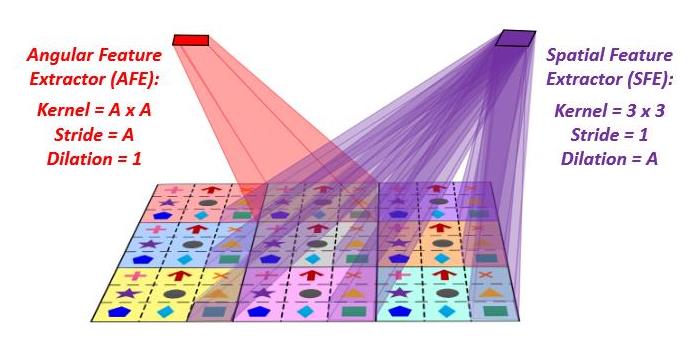 Angular Feature
Extractor (AFE):
Kernel = A x A
Stride = A
Dilation = 1
Spatial Feature
Extractor (SFE):
Kernel = 3 x 3
Stride = 1
Dilation = A